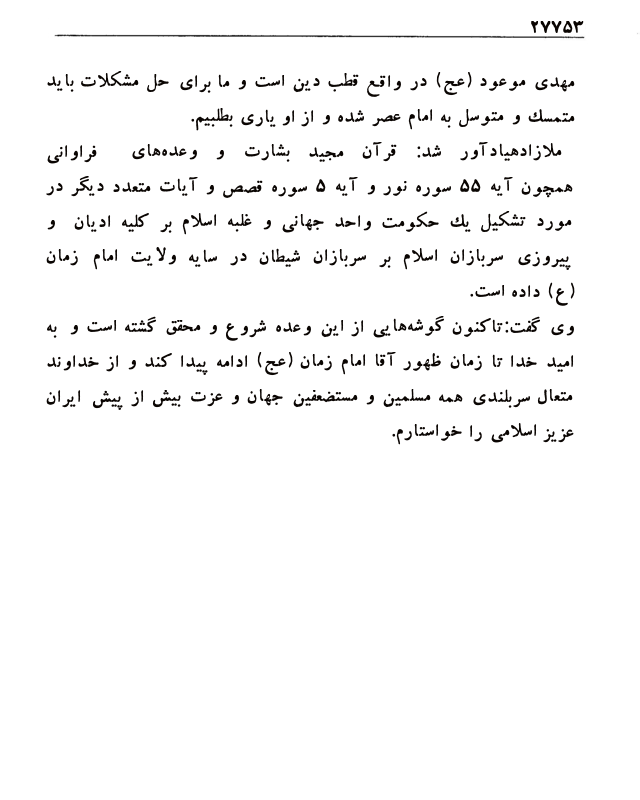 ۲۷۷۵۳
مهدی موعود (عج) در واقع قطب دین است و ما برای حل مشکلات باید
متمسك و متوسل به امام عصر شده و از او یاری بطلبیم.
ملازادهیادآور شد: قرآن مجید بشارت و وعده‌های فراوانی
همچون آیه ۵۵ سوره نور و آیه ۵ سوره قصص و آیات متعدد دیگر در
مورد تشکیل يك حکومت واحد جهانی و غلبه اسلام بر کلیه ادیان و
پیروزی سربازان اسلام بر سربازان شیطان در سایه ولایت امام زمان
(ع) داده است.
وی گفت:تاکنون گوشه‌هایی از این وعده شروع و محقق گشته است و به
امید خدا تا زمان ظهور آقا امام زمان (عج) ادامه پیدا کند و از خداوند
متعال سربلندی همه مسلمین و مستضعفین جهان و عزت بیش از پیش ایران
عزیز اسلامی را خواستارم.